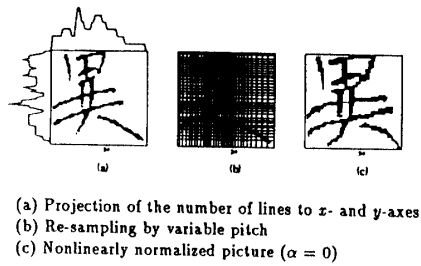 (a)
(b)
(c)
(a) Projection of the number of lines to x- and y-axes
(b) Re-sampling by variable pitch
(c) Nonlinearly normalized picture (α = 0)